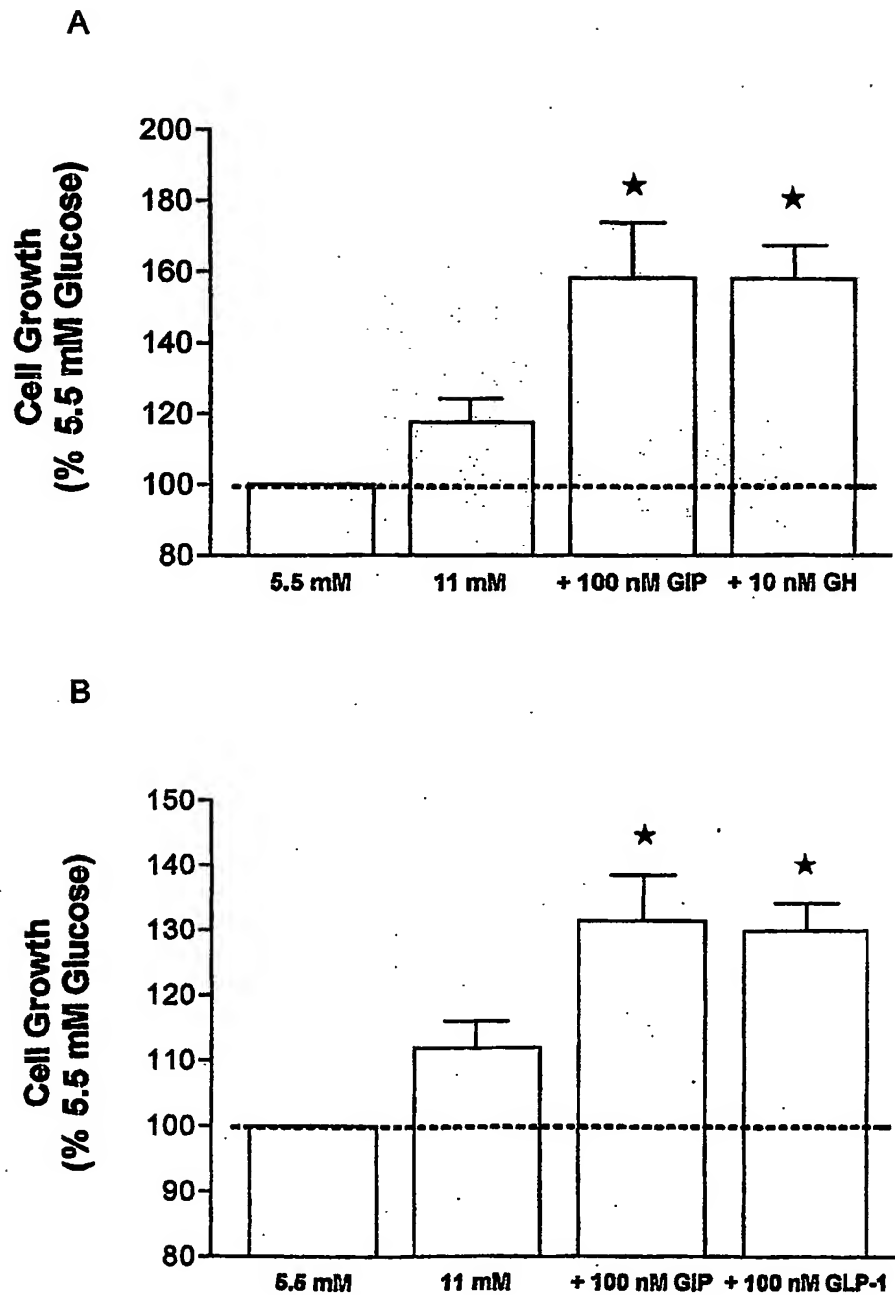 A
200
180
160
140
120
100
80
Cell Growth
(% 5.5 mM Glucose)
5.5 mM 11 mM + 100 nM GIP + 10 nM GH
B
150
140
130
120
110
100
90
80
Cell Growth
(% 5.5 mM Glucose)
5.5 mM 11 mM + 100 nM GIP + 100 nM GLP-1